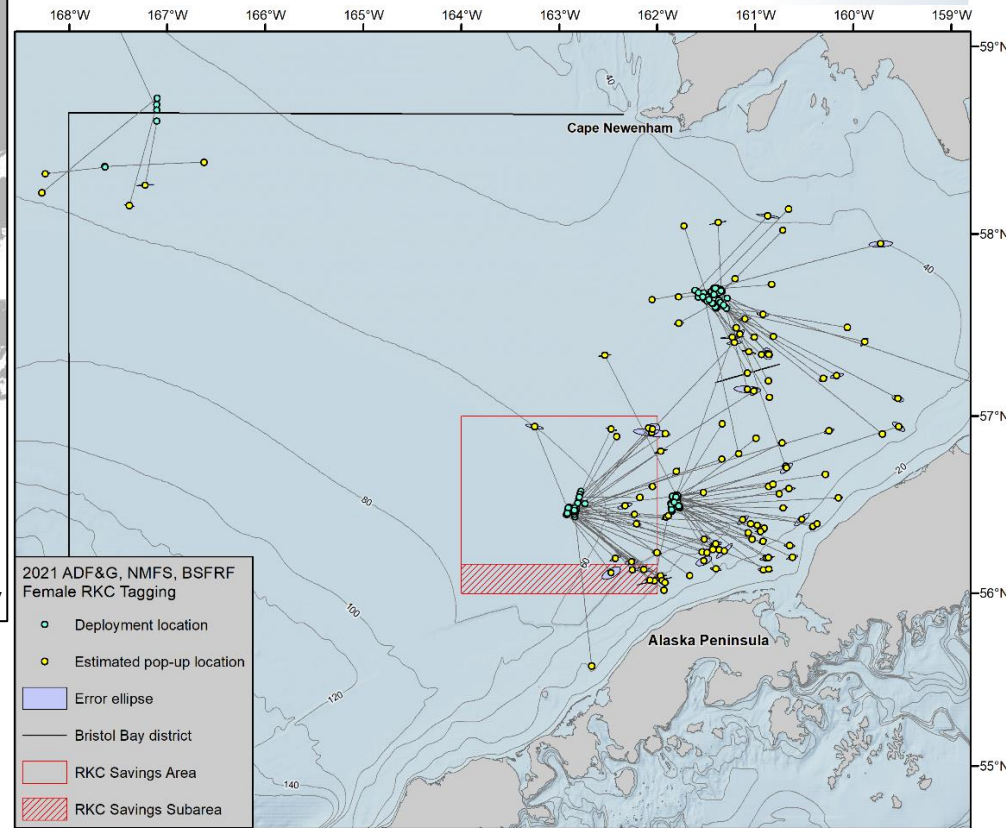 168°W 167°W 166°W 165°W 164°W 163°W 162°W 161°W 160°W 159°W
59°N
40
Cape Newenham
58°N
40
57°N
20
80
60
56°N
100
Alaska Peninsula
120
55°N
140
2021 ADF&G, NMFS, BSFRF
Female RKC Tagging
Deployment location
Estimated pop-up location
Error ellipse
Bristol Bay district
RKC Savings Area
RKC Savings Subarea